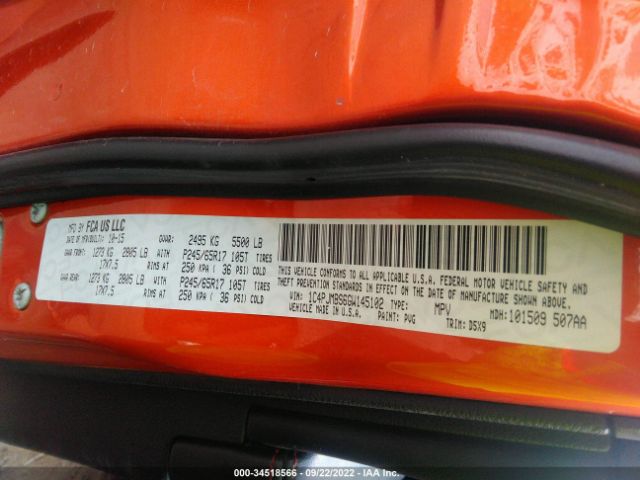 MFD BY FCA US LLC
DATE OF MFR(BUILT): 10-15 GVWR: 2495 KG 5500 LB
GAWR FRONT: 1273 KG 2805 LB WITH P245/65R17 105T TIRES
17X7.5 RIMS AT 250 KPA ( 36 PSI) COLD
GAWR REAR: 1273 KG 2805 LB WITH P245/65R17 105T TIRES
17X7.5 RIMS AT 250 KPA ( 36 PSI) COLD
THIS VEHICLE CONFORMS TO ALL APPLICABLE U.S.A. FEDERAL MOTOR VEHICLE SAFETY AND
THEFT PREVENTION STANDARDS IN EFFECT ON THE DATE OF MANUFACTURE SHOWN ABOVE.
VIN: 1C4PJMBS6GW145102 TYPE: MPV MDH: 101509 507AA
VEHICLE MADE IN U.S.A. PAINT: PVG TRIM: D5X9
000-34518566 - 09/22/2022 - IAA Inc.